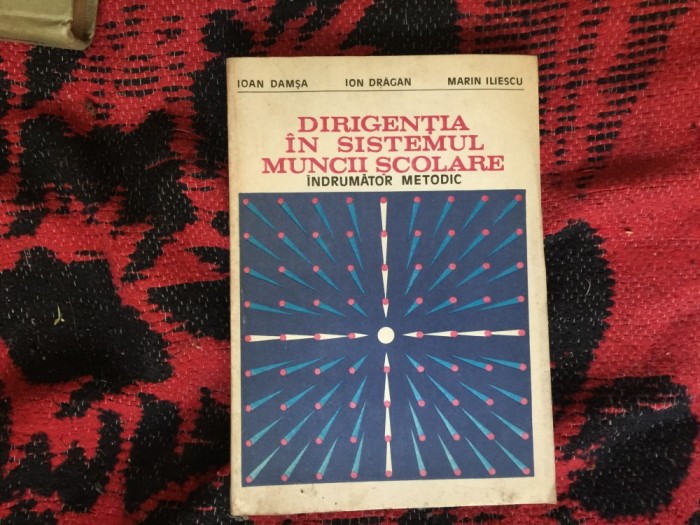 IOAN DAMȘA ION DRĂGAN MARIN ILIESCU
DIRIGENȚIA
ÎN SISTEMUL
MUNCII ȘCOLARE
ÎNDRUMĂTOR METODIC